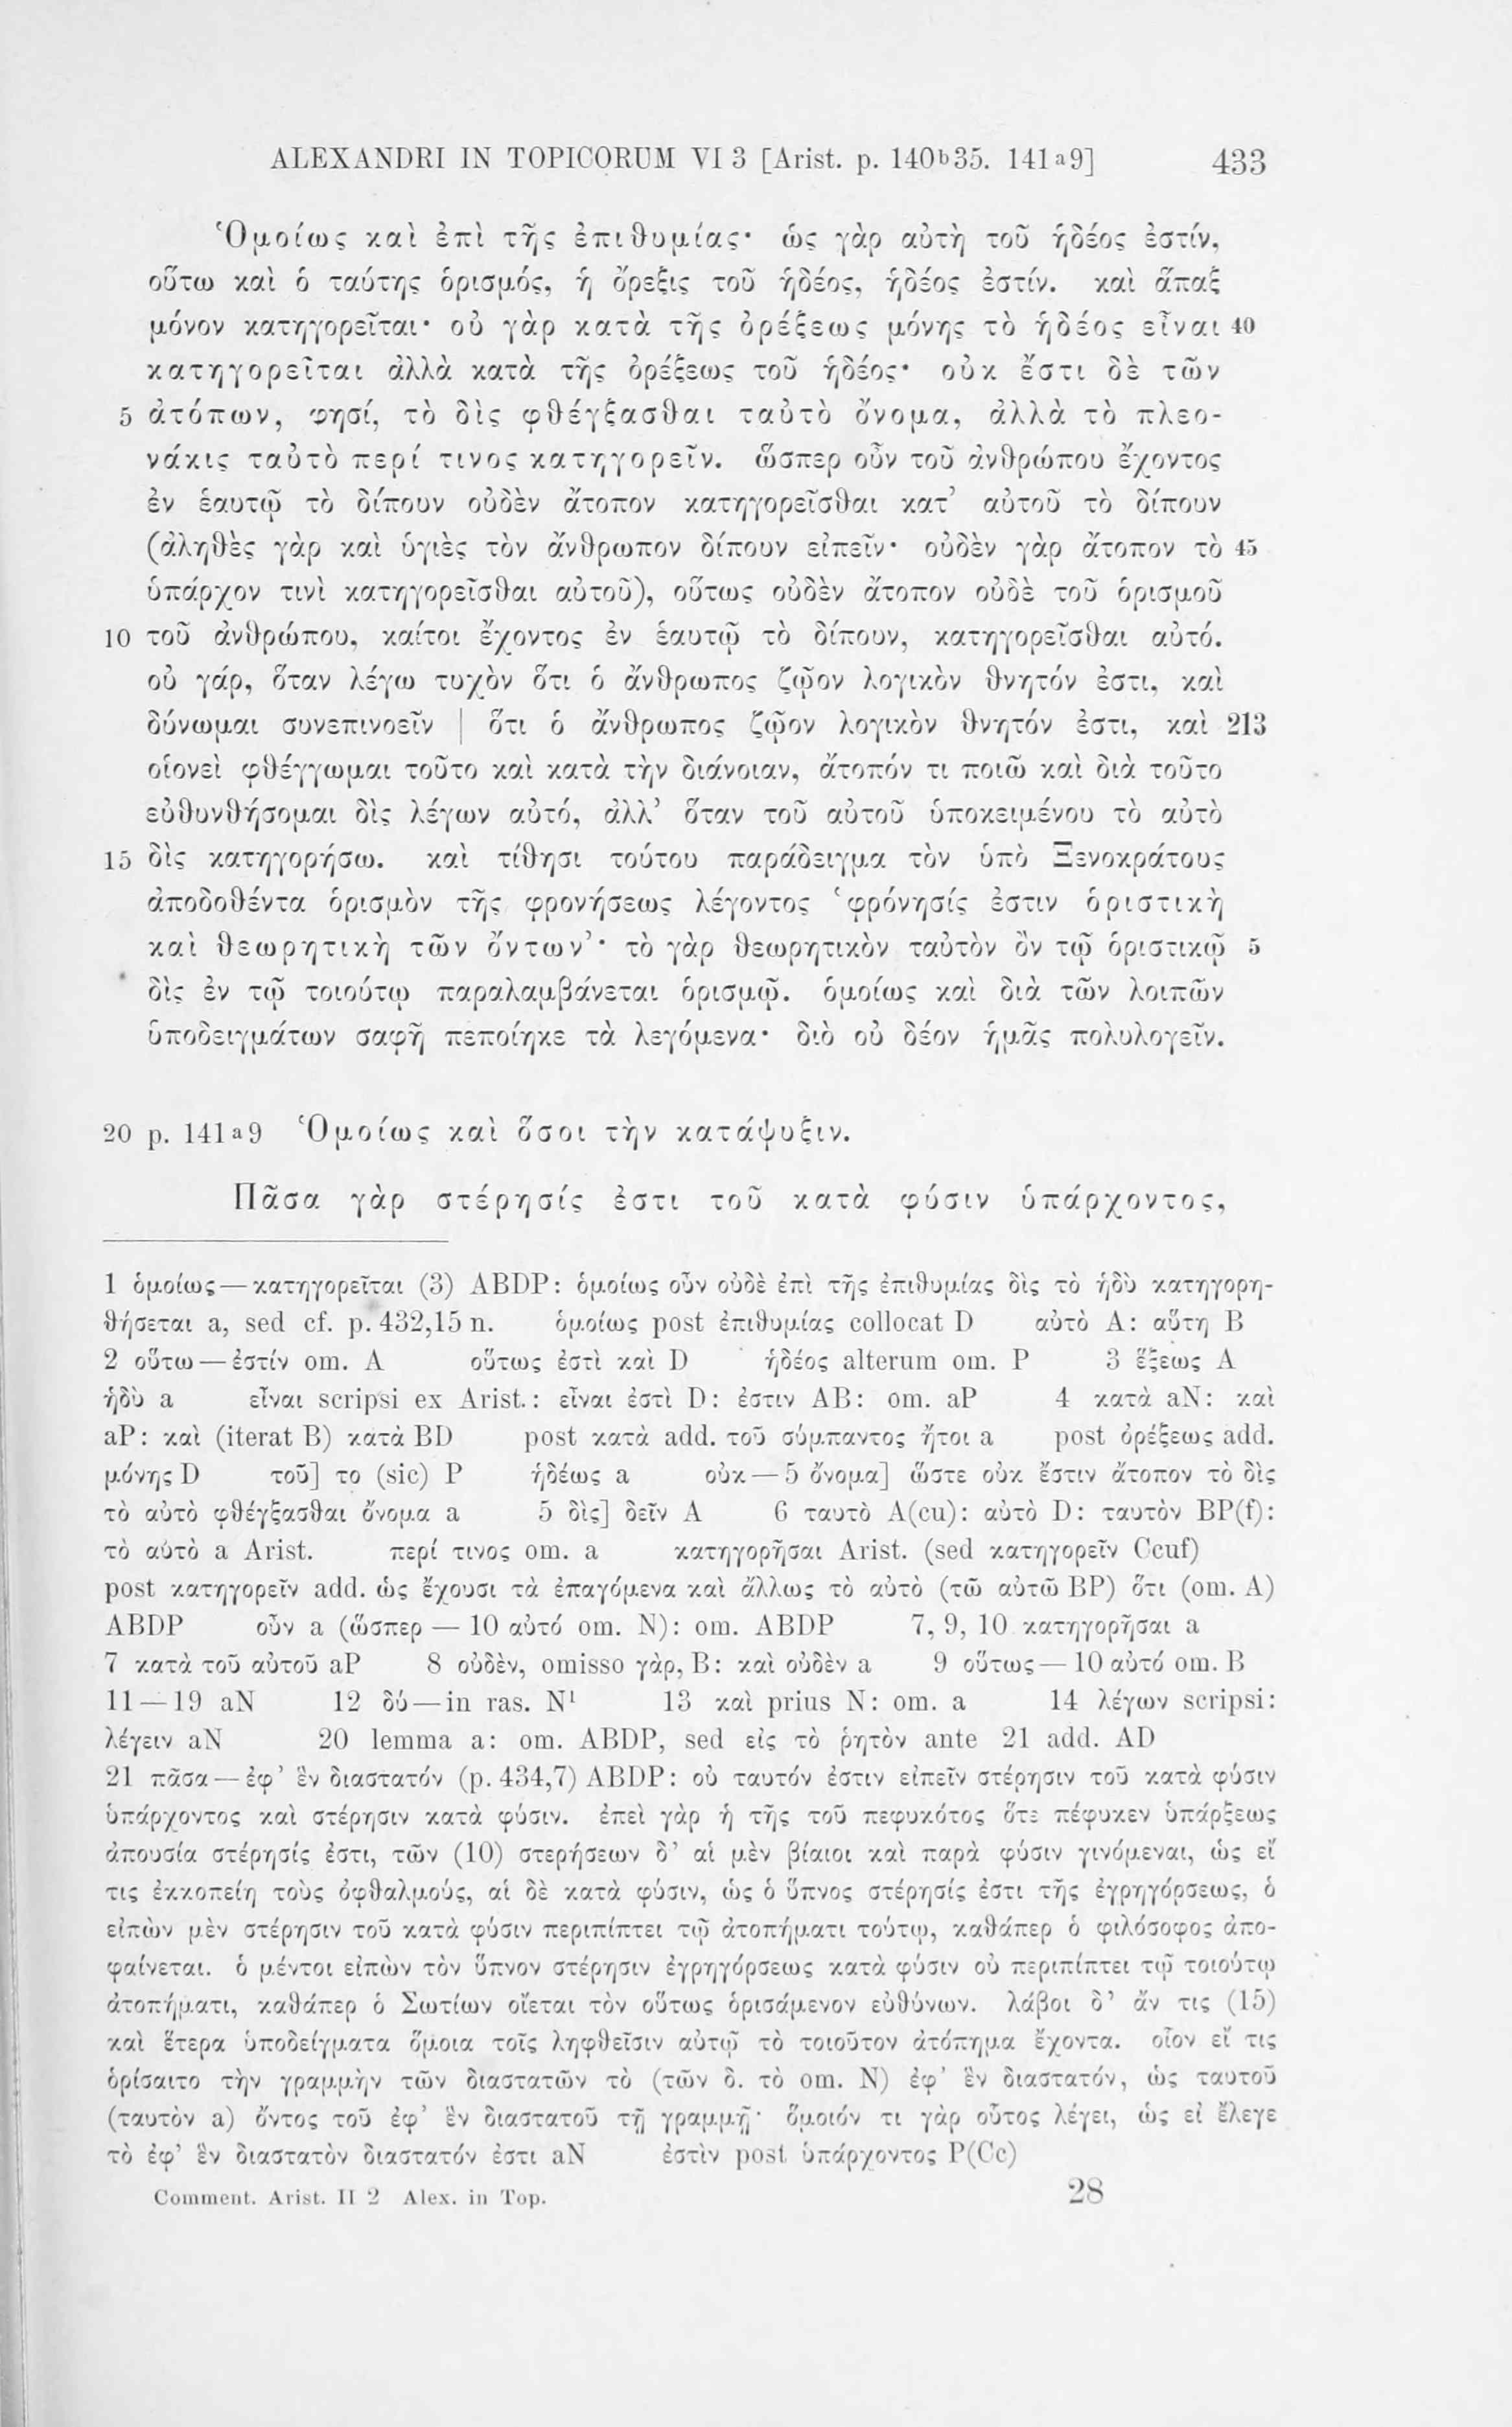 ALEXANDRI IN TOPICORUM VI 3 [Arist. p. 140b35. 141a9] 433
Ὁμοίως καὶ ἐπὶ τῆς ἐπιθυμίας· ὡς γὰρ αὐτὴ τοῦ ἡδέος ἐστίν,
οὕτω καὶ ὁ ταύτης ὁρισμός, ἡ ὄρεξις τοῦ ἡδέος, ἡδέος ἐστίν. καὶ ἅπαξ
μόνον κατηγορεῖται· οὐ γὰρ κατὰ τῆς ὀρέξεως μόνης τὸ ἡδέος εἶναι 40
κατηγορεῖται ἀλλὰ κατὰ τῆς ὀρέξεως τοῦ ἡδέος· οὐκ ἔστι δὲ τῶν
5 ἀτόπων, φησί, τὸ δὶς φθέγξασθαι ταὐτὸ ὄνομα, ἀλλὰ τὸ πλεο-
νάκις ταὐτὸ περί τινος κατηγορεῖν. ὥσπερ οὖν τοῦ ἀνθρώπου ἔχοντος
ἐν ἑαυτῷ τὸ δίπουν οὐδὲν ἄτοπον κατηγορεῖσθαι κατ’ αὐτοῦ τὸ δίπουν
(ἀληθὲς γὰρ καὶ ὑγιὲς τὸν ἄνθρωπον δίπουν εἰπεῖν· οὐδὲν γὰρ ἄτοπον τὸ 45
ὑπάρχον τινὶ κατηγορεῖσθαι αὐτοῦ), οὕτως οὐδὲν ἄτοπον οὐδὲ τοῦ ὁρισμοῦ
10 τοῦ ἀνθρώπου, καίτοι ἔχοντος ἐν ἑαυτῷ τὸ δίπουν, κατηγορεῖσθαι αὐτό.
οὐ γάρ, ὅταν λέγω τυχὸν ὅτι ὁ ἄνθρωπος ζῷον λογικὸν θνητόν ἐστι, καὶ
δύνωμαι συνεπινοεῖν | ὅτι ὁ ἄνθρωπος ζῷον λογικὸν θνητόν ἐστι, καὶ 213
οἱονεὶ φθέγγωμαι τοῦτο καὶ κατὰ τὴν διάνοιαν, ἄτοπόν τι ποιῶ καὶ διὰ τοῦτο
εὐθυνθήσομαι δὶς λέγων αὐτό, ἀλλ’ ὅταν τοῦ αὐτοῦ ὑποκειμένου τὸ αὐτὸ
15 δὶς κατηγορήσω. καὶ τίθησι τούτου παράδειγμα τὸν ὑπὸ Ξενοκράτους
ἀποδοθέντα ὁρισμὸν τῆς φρονήσεως λέγοντος ‘φρόνησίς ἐστιν ὁριστικὴ
καὶ θεωρητικὴ τῶν ὄντων’· τὸ γὰρ θεωρητικὸν ταὐτὸν ὂν τῷ ὁριστικῷ 5
δὶς ἐν τῷ τοιούτῳ παραλαμβάνεται ὁρισμῷ. ὁμοίως καὶ διὰ τῶν λοιπῶν
ὑποδειγμάτων σαφῆ πεποίηκε τὰ λεγόμενα· διὸ οὐ δέον ἡμᾶς πολυλογεῖν.
20 p. 141a9 Ὁμοίως καὶ ὅσοι τὴν κατάψυξιν.
Πᾶσα γὰρ στέρησίς ἐστι τοῦ κατὰ φύσιν ὑπάρχοντος,
1 ὁμοίως — κατηγορεῖται (3) ABDP: ὁμοίως οὖν οὐδὲ ἐπὶ τῆς ἐπιθυμίας δὶς τὸ ἡδὺ κατηγορη-
θήσεται a, sed cf. p. 432,15 n. ὁμοίως post ἐπιθυμίας collocat D αὐτὸ A: αὕτη B
2 οὕτω — ἐστίν om. A οὕτως ἐστὶ καὶ D ἡδέος alterum om. P 3 ἕξεως A
ἡδὺ a εἶναι scripsi ex Arist.: εἶναι ἐστὶ D: ἐστιν AB: om. aP 4 κατὰ aN: καὶ
aP: καὶ (iterat B) κατὰ BD post κατὰ add. τοῦ σύμπαντος ἤτοι a post ὀρέξεως add.
μόνης D τοῦ] το (sic) P ἡδέως a οὐκ — 5 ὄνομα] ὥστε οὐκ ἔστιν ἄτοπον τὸ δὶς
τὸ αὐτὸ φθέγξασθαι ὄνομα a 5 δὶς] δεῖν A 6 ταυτὸ A(cu): αὐτὸ D: ταυτὸν BP(f):
τὸ αὐτὸ a Arist. περί τινος om. a κατηγορῆσαι Arist. (sed κατηγορεῖν Ccuf)
post κατηγορεῖν add. ὡς ἔχουσι τὰ ἐπαγόμενα καὶ ἄλλως τὸ αὐτὸ (τῶ αὐτῶ BP) ὅτι (om. A)
ABDP οὖν a (ὥσπερ — 10 αὐτό om. N): om. ABDP 7, 9, 10 κατηγορῆσαι a
7 κατὰ τοῦ αὐτοῦ aP 8 οὐδὲν, omisso γὰρ, B: καὶ οὐδὲν a 9 οὕτως — 10 αὐτό om. B
11 — 19 aN 12 δύ — in ras. N¹ 13 καὶ prius N: om. a 14 λέγων scripsi:
λέγειν aN 20 lemma a: om. ABDP, sed εἰς τὸ ῥητὸν ante 21 add. AD
21 πᾶσα — ἐφ’ ἓν διαστατόν (p. 434,7) ABDP: οὐ ταυτόν ἐστιν εἰπεῖν στέρησιν τοῦ κατὰ φύσιν
ὑπάρχοντος καὶ στέρησιν κατὰ φύσιν. ἐπεὶ γὰρ ἡ τῆς τοῦ πεφυκότος ὅτε πέφυκεν ὑπάρξεως
ἀπουσία στέρησίς ἐστι, τῶν (10) στερήσεων δ’ αἱ μὲν βίαιοι καὶ παρὰ φύσιν γινόμεναι, ὡς εἴ
τις ἐκκοπείη τοὺς ὀφθαλμούς, αἱ δὲ κατὰ φύσιν, ὡς ὁ ὕπνος στέρησίς ἐστι τῆς ἐγρηγόρσεως, ὁ
εἰπὼν μὲν στέρησιν τοῦ κατὰ φύσιν περιπίπτει τῷ ἀτοπήματι τούτῳ, καθάπερ ὁ φιλόσοφος ἀπο-
φαίνεται. ὁ μέντοι εἰπὼν τὸν ὕπνον στέρησιν ἐγρηγόρσεως κατὰ φύσιν οὐ περιπίπτει τῷ τοιούτῳ
ἀτοπήματι, καθάπερ ὁ Σωτίων οἴεται τὸν οὕτως ὁρισάμενον εὐθύνων. λάβοι δ’ ἄν τις (15)
καὶ ἕτερα ὑποδείγματα ὅμοια τοῖς ληφθεῖσιν αὐτῷ τὸ τοιοῦτον ἀτόπημα ἔχοντα. οἷον εἴ τις
ὁρίσαιτο τὴν γραμμὴν τῶν διαστατῶν τὸ (τῶν δ. τὸ om. N) ἐφ’ ἓν διαστατόν, ὡς ταυτοῦ
(ταυτὸν a) ὄντος τοῦ ἐφ’ ἓν διαστατοῦ τῇ γραμμῇ· ὅμοιόν τι γὰρ οὗτος λέγει, ὡς εἰ ἔλεγε
τὸ ἐφ’ ἓν διαστατὸν διαστατόν ἐστι aN ἐστὶν post ὑπάρχοντος P(Cc)
Comment. Arist. II 2 Alex. in Top. 28